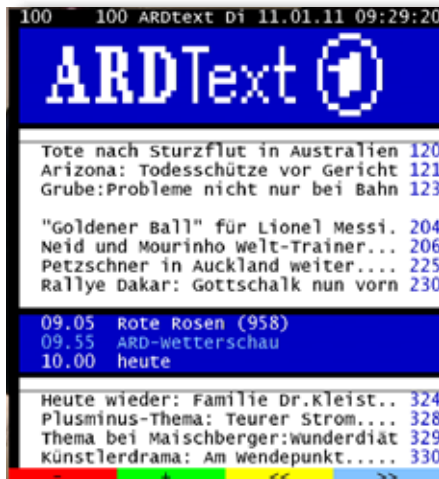 100 100 ARDtext Di 11.01.11 09:29:20
ARDText 1
Tote nach Sturzflut in Australien 120
Arizona: Todesschütze vor Gericht 121
Grube:Probleme nicht nur bei Bahn 123
"Goldener Ball" für Lionel Messi. 204
Neid und Mourinho Welt-Trainer... 206
Petzschner in Auckland weiter.... 225
Rallye Dakar: Gottschalk nun vorn 230
09.05 Rote Rosen (958)
09.55 ARD-Wetterschau
10.00 heute
Heute wieder: Familie Dr.Kleist.. 324
Plusminus-Thema: Teurer Strom.... 328
Thema bei Maischberger:Wunderdiät 329
Künstlerdrama: Am Wendepunkt..... 330
- + << >>